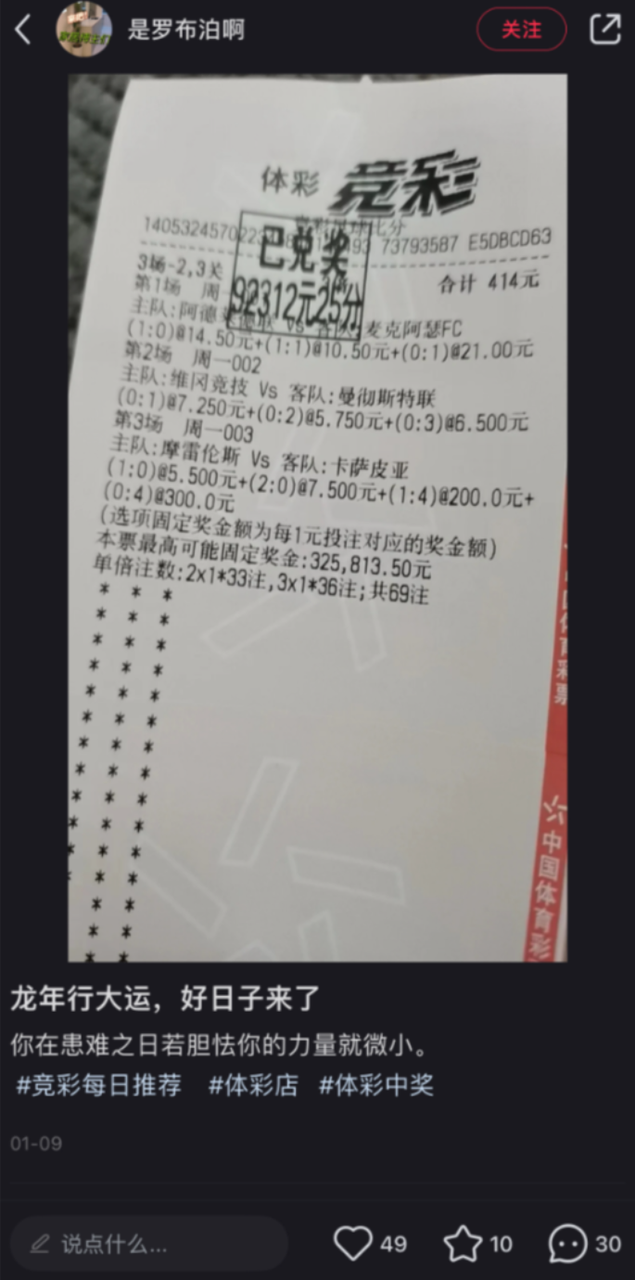 是罗布泊啊
关注
体彩 竞彩
竞彩足球比分
73793587 E5DBCD63
已兑奖
92312元25分
3场-2,3关
合计 414元
第1场 周
主队:阿德莱德联 Vs 客队:麦克阿瑟FC
(1:0)@14.50元+(1:1)@10.50元+(0:1)@21.00元
第2场 周一002
主队:维冈竞技 Vs 客队:曼彻斯特联
(0:1)@7.250元+(0:2)@5.750元+(0:3)@6.500元
第3场 周一003
主队:摩雷伦斯 Vs 客队:卡萨皮亚
(1:0)@5.500元+(2:0)@7.500元+(1:4)@200.0元+
(0:4)@300.0元
(选项固定奖金额为每1元投注对应的奖金额)
本票最高可能固定奖金:325,813.50元
单倍注数:2x1*33注,3x1*36注;共69注
中国体育彩
龙年行大运，好日子来了
你在患难之日若胆怯你的力量就微小。
#竞彩每日推荐 #体彩店 #体彩中奖
01-09
说点什么...
49
10
30